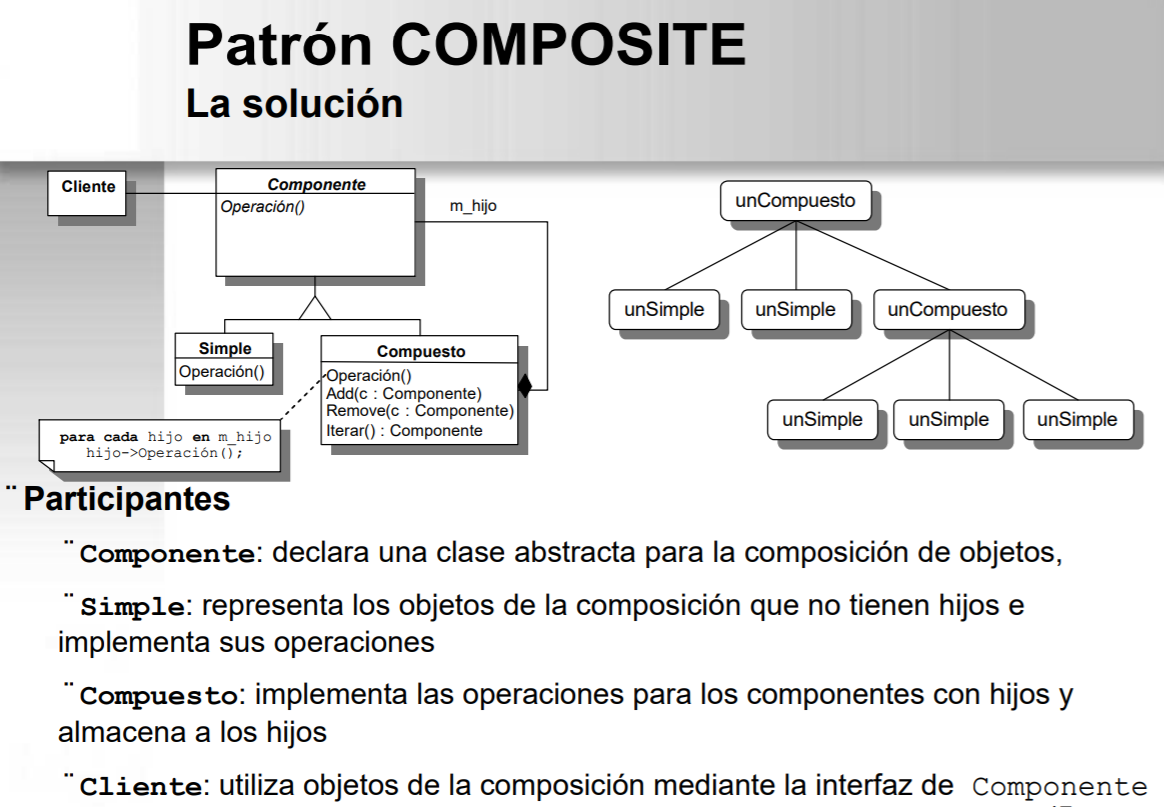 Patrón COMPOSITE
La solución
Cliente
Componente
Operación()
m_hijo
Simple
Operación()
Compuesto
Operación()
Add(c : Componente)
Remove(c : Componente)
Iterar() : Componente
para cada hijo en m_hijo
hijo->Operación();
unCompuesto
unSimple
unSimple
unCompuesto
unSimple
unSimple
unSimple
¨ Participantes
¨ Componente: declara una clase abstracta para la composición de objetos,
¨ Simple: representa los objetos de la composición que no tienen hijos e
implementa sus operaciones
¨ Compuesto: implementa las operaciones para los componentes con hijos y
almacena a los hijos
¨ Cliente: utiliza objetos de la composición mediante la interfaz de Componente